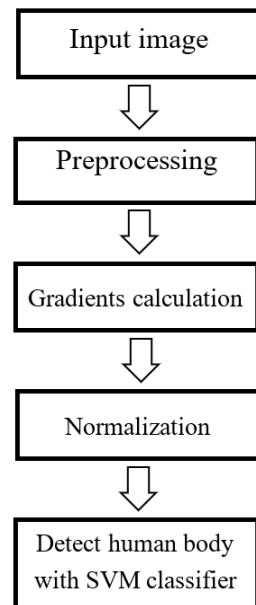 Input image
Preprocessing
Gradients calculation
Normalization
Detect human body
with SVM classifier